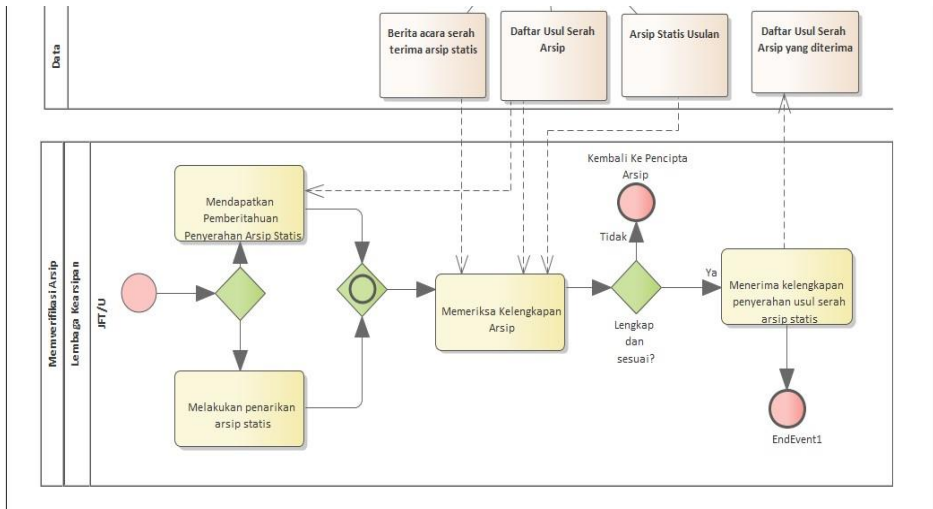 Data
Berita acara serah
terima arsip statis
Daftar Usul Serah
Arsip
Arsip Statis Usulan
Daftar Usul Serah
Arsip yang diterima
Memverifikasi Arsip
Lembaga Kearsipan
JFT/U
Mendapatkan
Pemberitahuan
Penyerahan Arsip Statis
Melakukan penarikan
arsip statis
Memeriksa Kelengkapan
Arsip
Kembali Ke Pencipta
Arsip
Tidak
Lengkap
dan
sesuai?
Ya
Menerima kelengkapan
penyerahan usul serah
arsip statis
EndEvent1